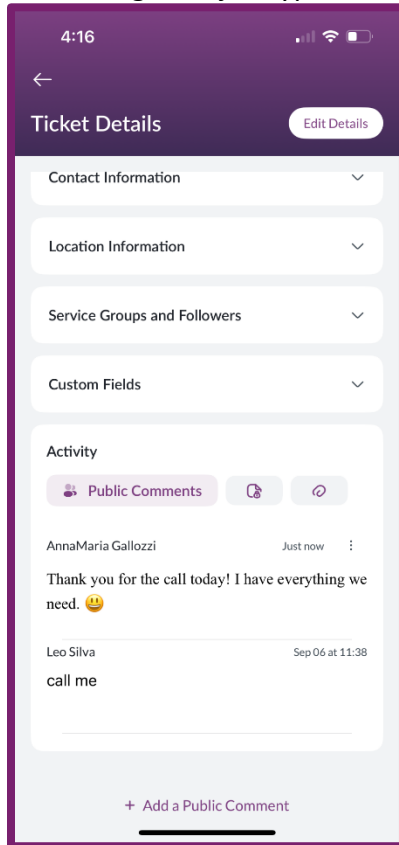 4:16
Ticket Details
Edit Details
Contact Information
Location Information
Service Groups and Followers
Custom Fields
Activity
Public Comments
AnnaMaria Gallozzi
Just now
Thank you for the call today! I have everything we
need. 😃
Leo Silva
Sep 06 at 11:38
call me
+ Add a Public Comment